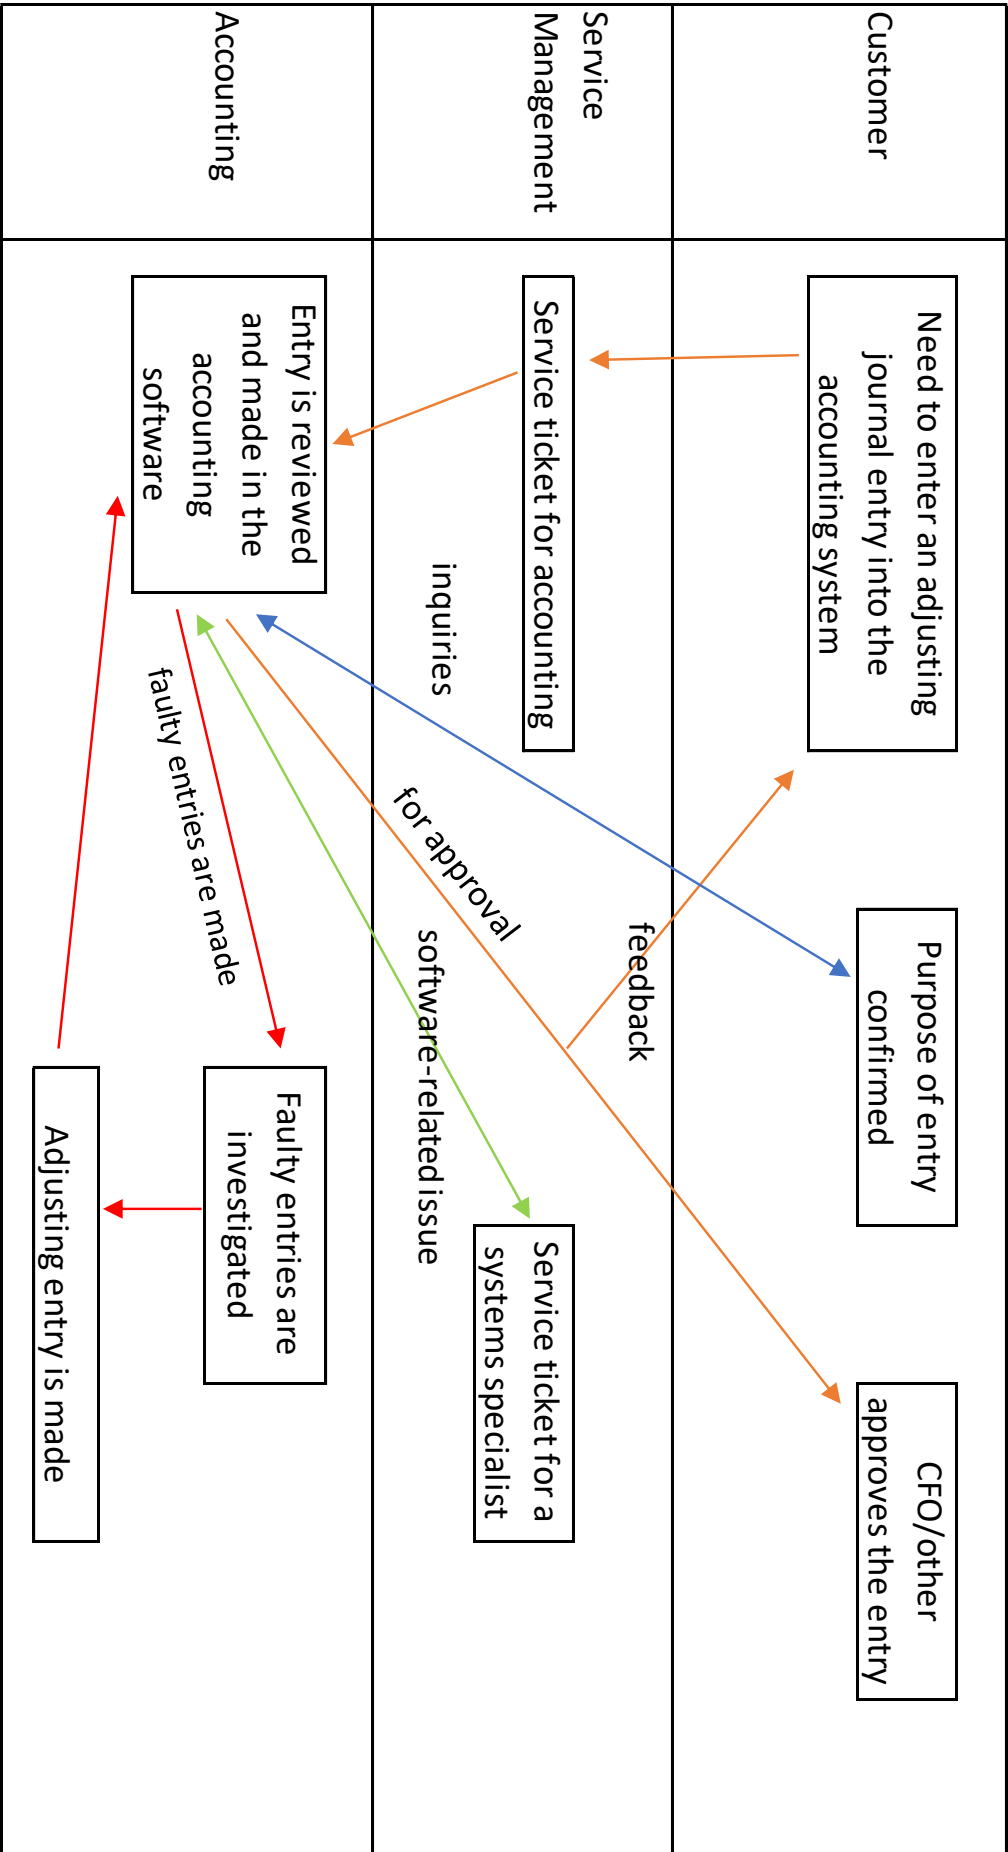 Customer
Need to enter an adjusting
journal entry into the
accounting system
Purpose of entry
confirmed
CFO/other
approves the entry
Service
Management
Service ticket for accounting
inquiries
for approval
feedback
software-related issue
Service ticket for a
systems specialist
Accounting
Entry is reviewed
and made in the
accounting
software
faulty entries are made
Faulty entries are
investigated
Adjusting entry is made